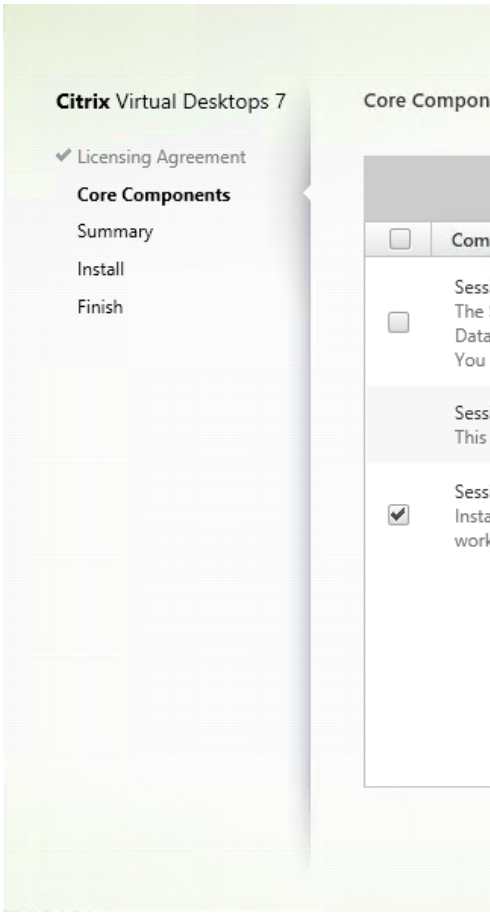 Citrix Virtual Desktops 7
Licensing Agreement
Core Components
Summary
Install
Finish
Core Compon
Com
Sess
The
Data
You
Sess
This
Sess
Insta
work